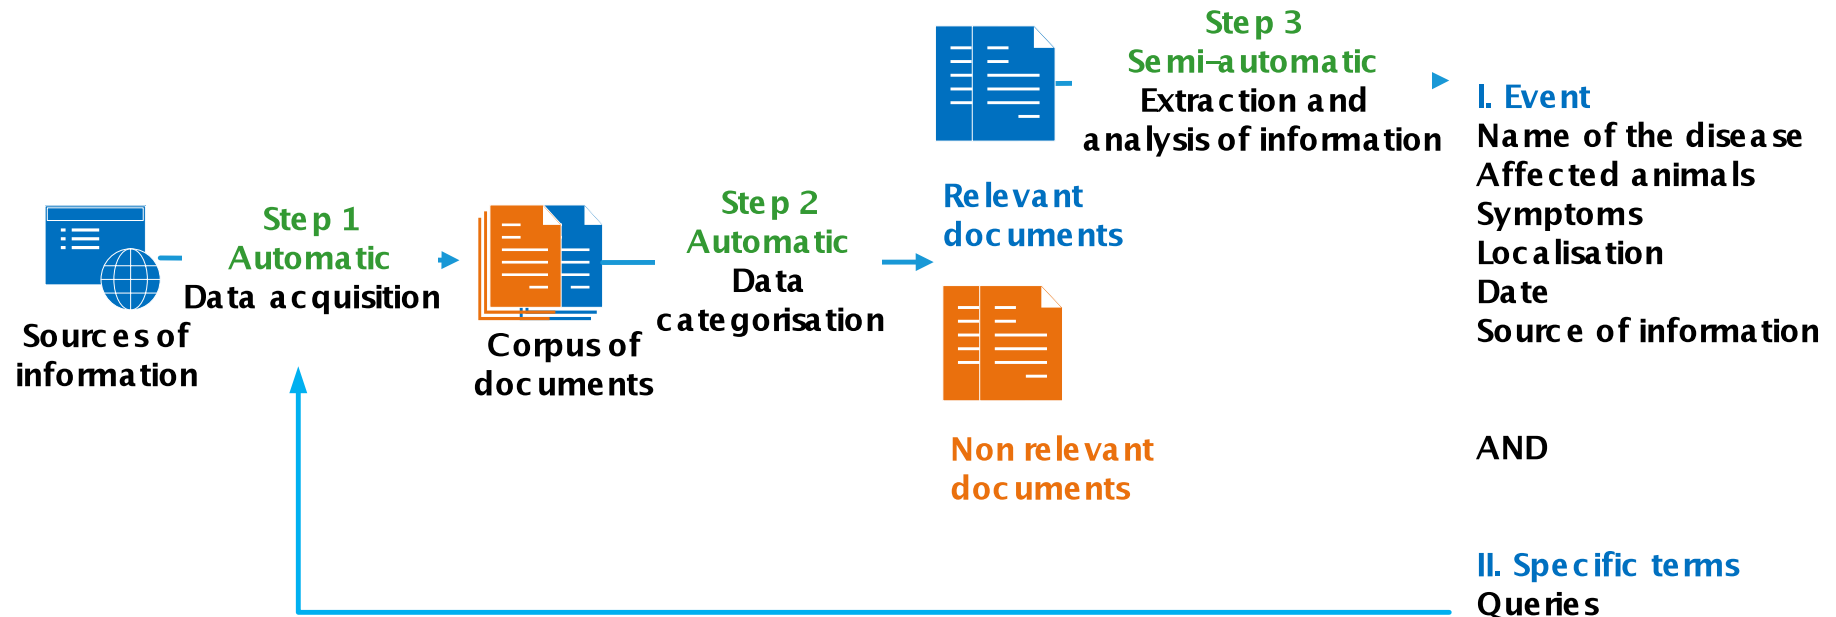 Sources of
information
Step 1
Automatic
Data acquisition
Corpus of
documents
Step 2
Automatic
Data
categorisation
Relevant
documents
Non relevant
documents
Step 3
Semi-automatic
Extraction and
analysis of information
I. Event
Name of the disease
Affected animals
Symptoms
Localisation
Date
Source of information
AND
II. Specific terms
Queries